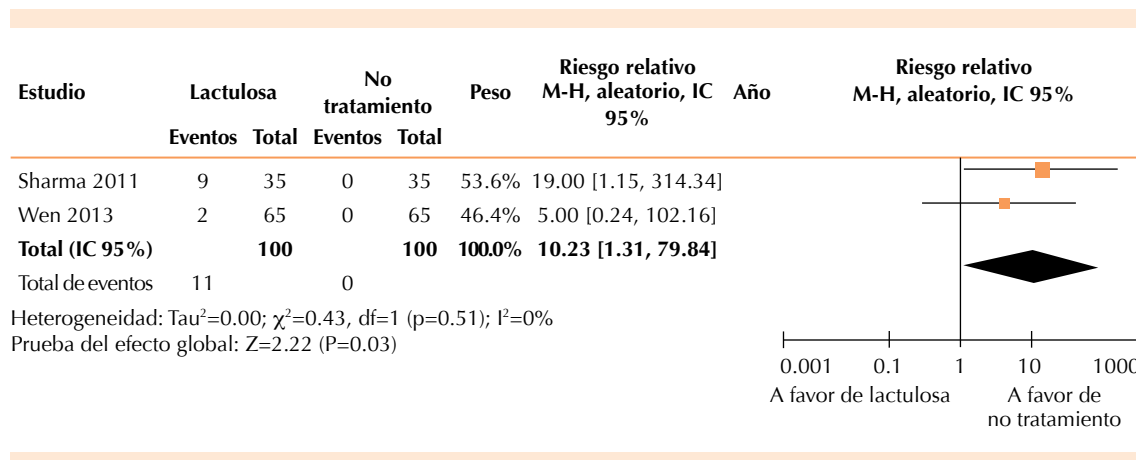 Estudio Lactulosa No tratamiento Peso Riesgo relativo M-H, aleatorio, IC 95% Año Riesgo relativo M-H, aleatorio, IC 95%
Eventos Total Eventos Total
Sharma 2011 9 35 0 35 53.6% 19.00 [1.15, 314.34]
Wen 2013 2 65 0 65 46.4% 5.00 [0.24, 102.16]
Total (IC 95%) 100 100 100.0% 10.23 [1.31, 79.84]
Total de eventos 11 0
Heterogeneidad: Tau²=0.00; χ²=0.43, df=1 (p=0.51); I²=0%
Prueba del efecto global: Z=2.22 (P=0.03)
0.001 0.1 1 10 1000
A favor de lactulosa A favor de no tratamiento